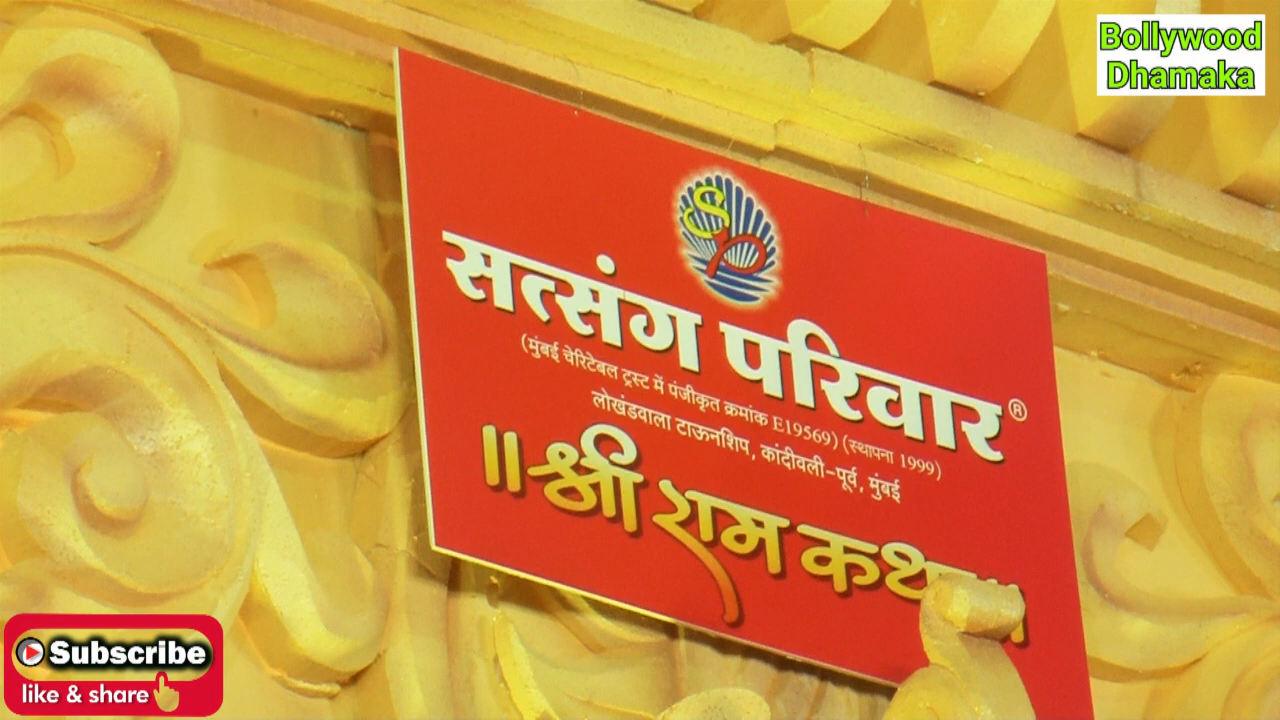 Bollywood
Dhamaka
SP
सत्संग परिवार®
(मुंबई चेरिटेबल ट्रस्ट में पंजीकृत क्रमांक E19569) (स्थापना 1999)
लोखंडवाला टाऊनशिप, कांदीवली-पूर्व, मुंबई
॥ श्री राम कथा ॥
Subscribe
like & share